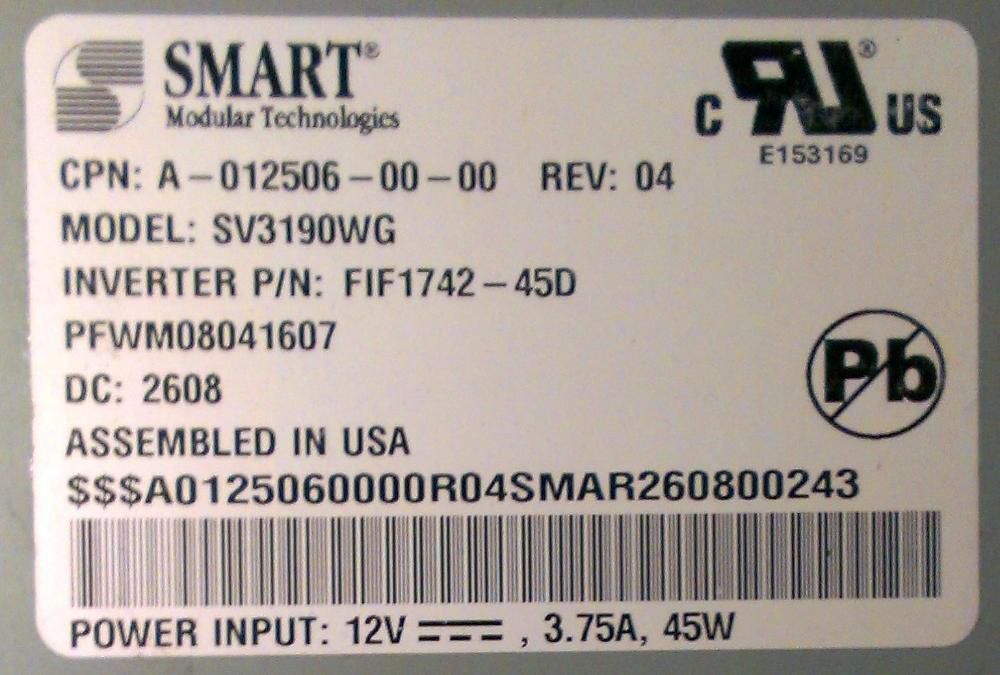 SMART®
Modular Technologies
C RU® US
E153169
CPN: A-012506-00-00 REV: 04
MODEL: SV3190WG
INVERTER P/N: FIF1742-45D
PFWM08041607
Pb
DC: 2608
ASSEMBLED IN USA
$$$A0125060000R04SMAR260800243
POWER INPUT: 12V ⎓, 3.75A, 45W